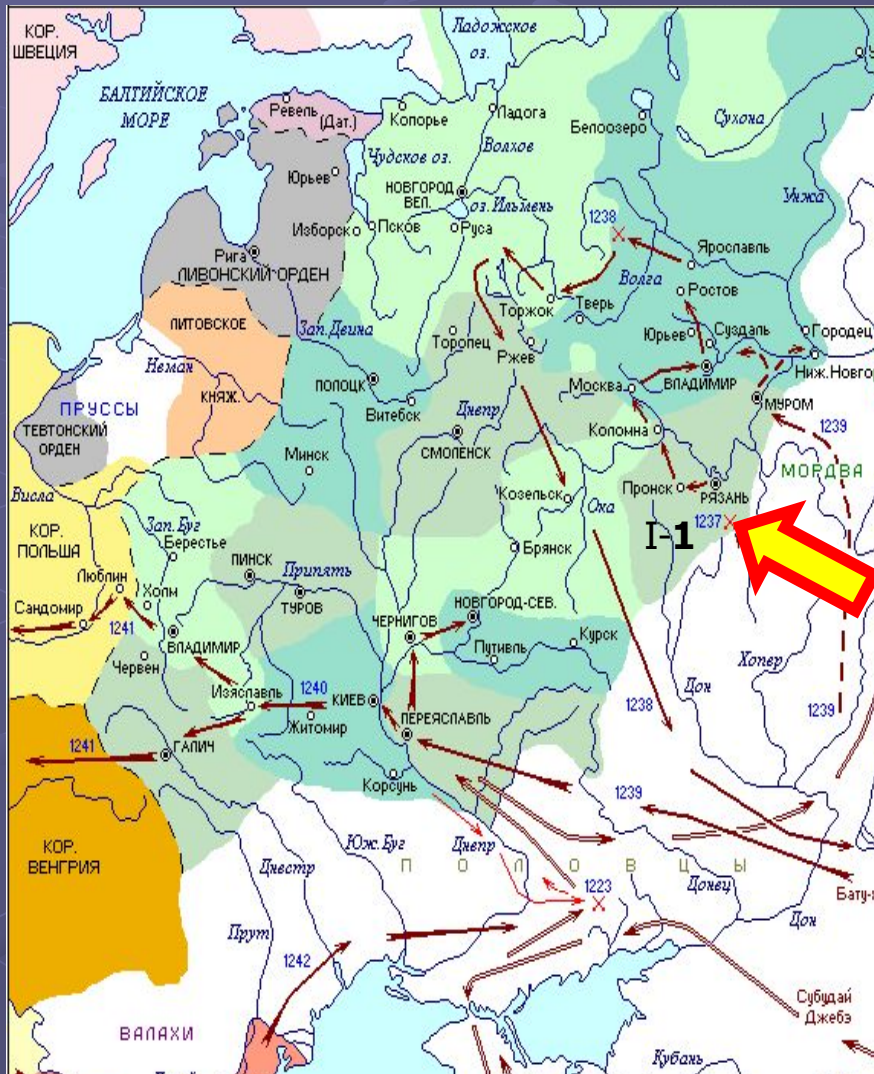 КОР.
ШВЕЦИЯ
Ладожское
оз.
БАЛТИЙСКОЕ
МОРЕ
Ревель
(Дат.)
Копорье
Ладога
Белоозеро
Сухона
Чудское оз.
Волхов
Юрьев
НОВГОРОД
ВЕЛ.
оз. Ильмень
Унжа
Изборск
Псков
Руса
1238
Рига
ЛИВОНСКИЙ ОРДЕН
Ярославль
Волга
Ростов
Торжок
Тверь
ЛИТОВСКОЕ
Зап. Двина
Торопец
Ржев
Юрьев
Суздаль
Городец
Неман
ПОЛОЦК
Москва
ВЛАДИМИР
Ниж. Новгор
КНЯЖ.
Витебск
Днепр
МУРОМ
ПРУССЫ
ТЕВТОНСКИЙ
ОРДЕН
СМОЛЕНСК
Коломна
1239
Минск
МОРДВА
Висла
Козельск
Пронск
РЯЗАНЬ
Зап. Буг
Ока
I-1
1237
КОР.
ПОЛЬША
Берестье
Брянск
ПИНСК
Припять
Люблин
Холм
ТУРОВ
НОВГОРОД-СЕВ.
Сандомир
1241
ЧЕРНИГОВ
Курск
ВЛАДИМИР
Путивль
Хопер
Червен
Изяславль
1240
КИЕВ
Дон
1238
1239
Житомир
ПЕРЕЯСЛАВЛЬ
1241
ГАЛИЧ
Корсунь
1239
КОР.
ВЕНГРИЯ
Днестр
Юж. Буг
Днепр
ПОЛОВЦЫ
1223
Донец
Бату-х
Дон
Прут
1242
Субудай
Джебэ
ВАЛАХИ
Кубань